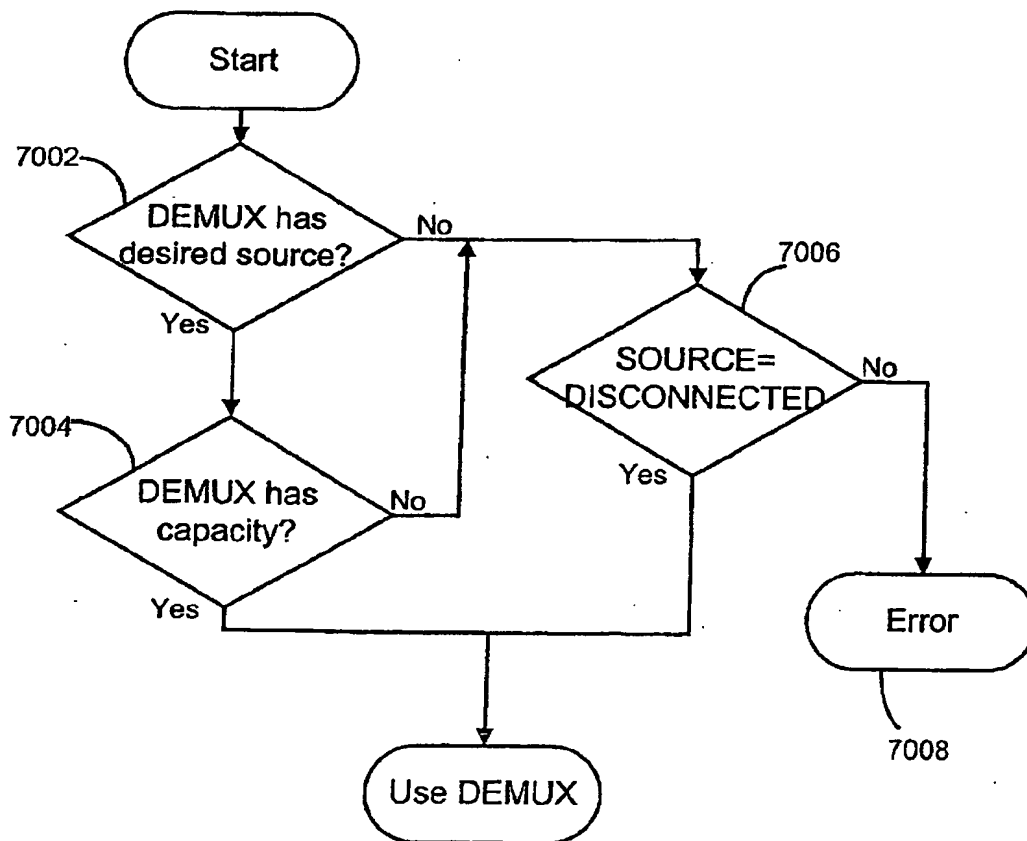 Start
7002
DEMUX has
desired source?
No
Yes
7006
SOURCE=
DISCONNECTED
No
Yes
7004
DEMUX has
capacity?
No
Yes
Error
7008
Use DEMUX